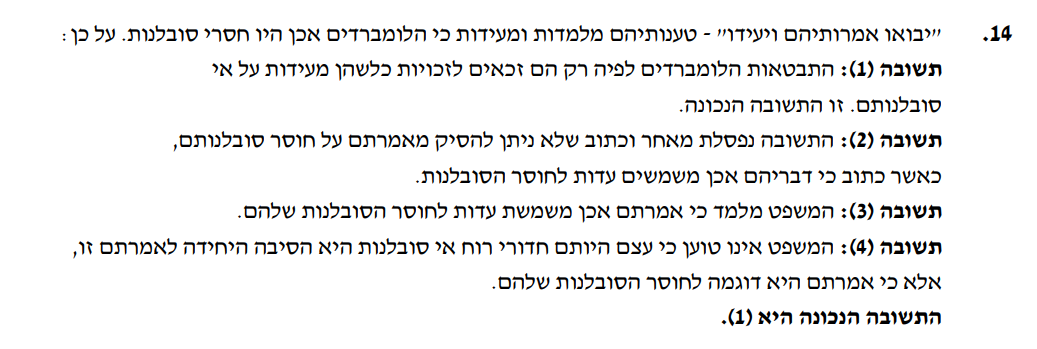 14. "יבואו אמרותיהם ויעידו" - טענותיהם מלמדות ומעידות כי הלומברדים אכן היו חסרי סובלנות. על כן:
תשובה (1): התבטאות הלומברדים לפיה רק הם זכאים לזכויות כלשהן מעידות על אי
סובלנותם. זו התשובה הנכונה.
תשובה (2): התשובה נפסלת מאחר וכתוב שלא ניתן להסיק מאמרתם על חוסר סובלנותם,
כאשר כתוב כי דבריהם אכן משמשים עדות לחוסר הסובלנות.
תשובה (3): המשפט מלמד כי אמרתם אכן משמשת עדות לחוסר הסובלנות שלהם.
תשובה (4): המשפט אינו טוען כי עצם היותם חדורי רוח אי סובלנות היא הסיבה היחידה לאמרתם זו,
אלא כי אמרתם היא דוגמה לחוסר הסובלנות שלהם.
התשובה הנכונה היא (1).